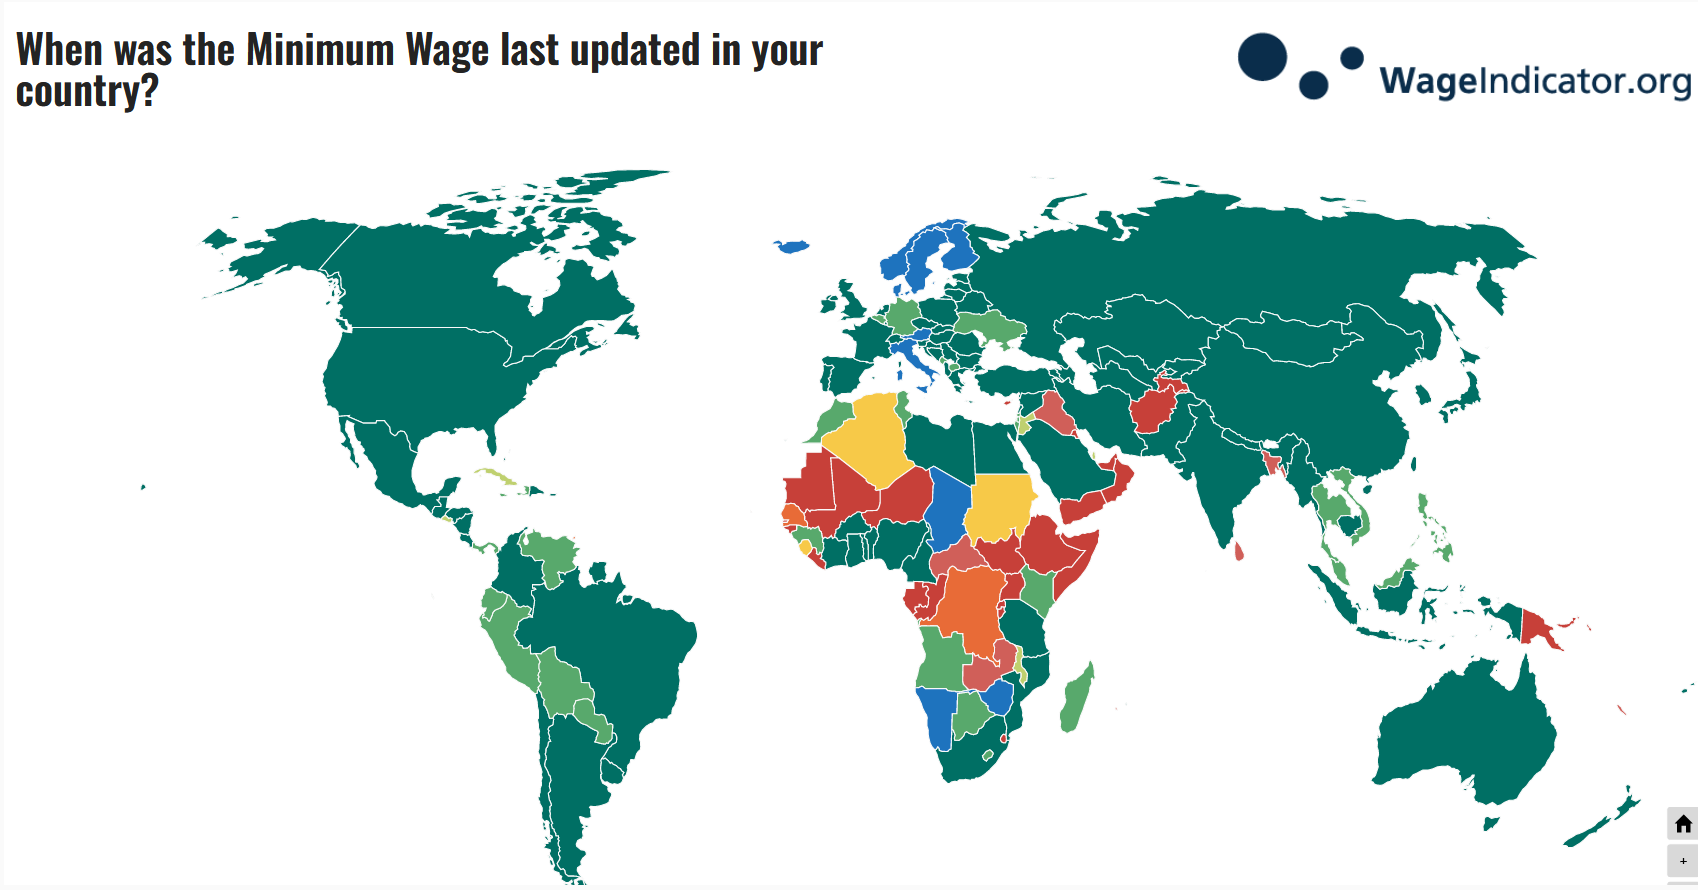 When was the Minimum Wage last updated in your
country?
WageIndicator.org
+